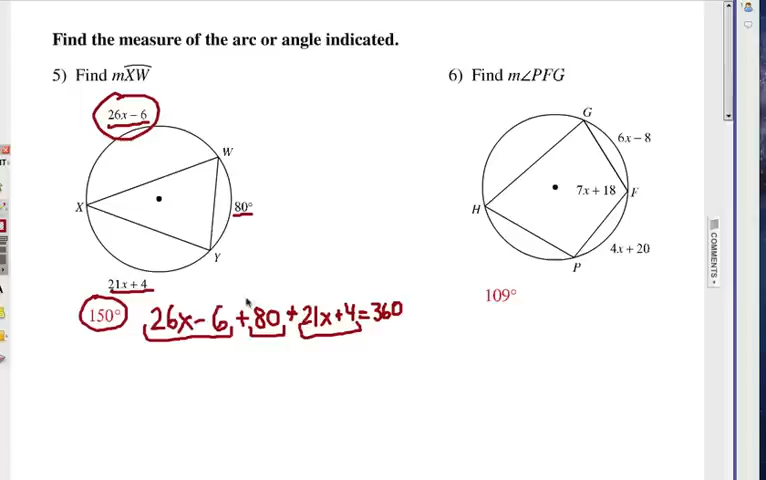 Find the measure of the arc or angle indicated.
5) Find mXW
6) Find m∠PFG
26x − 6
W
X
80°
Y
21x + 4
150°
26x − 6 + 80 + 21x + 4 = 360
G
6x − 8
7x + 18
F
H
4x + 20
P
109°
COMMENTS